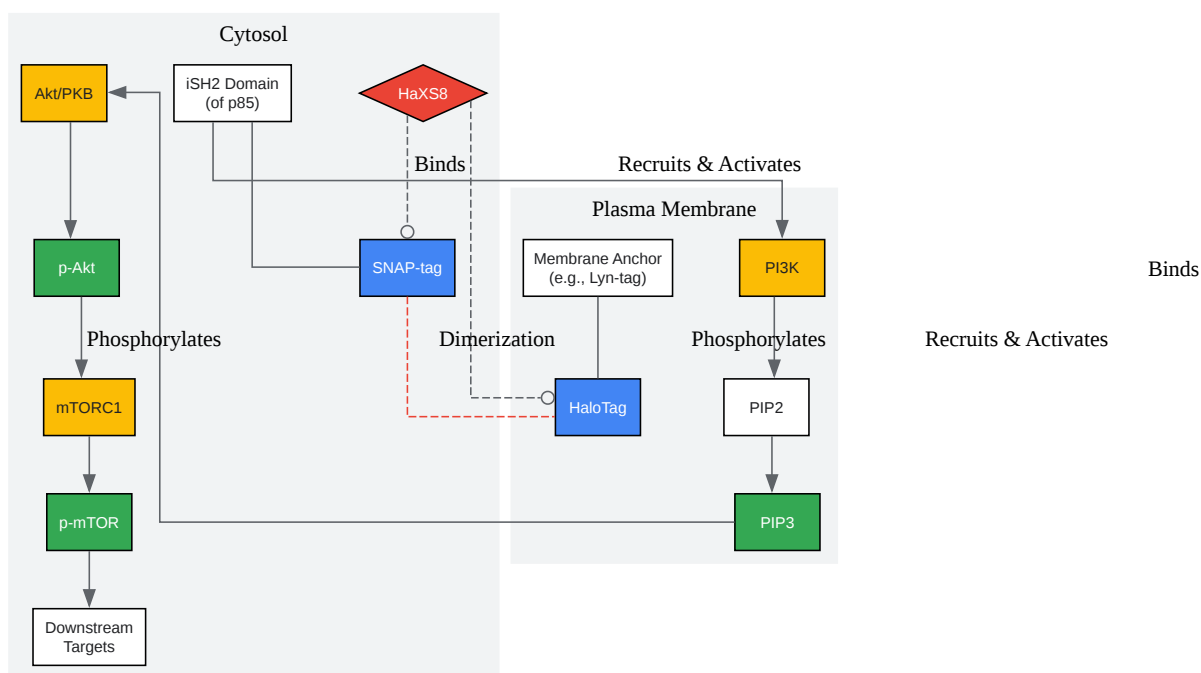 Cytosol
Akt/PKB
iSH2 Domain
(of p85)
HaXS8
Binds
Recruits & Activates
Plasma Membrane
p-Akt
SNAP-tag
Membrane Anchor
(e.g., Lyn-tag)
PI3K
Binds
Phosphorylates
Dimerization
Phosphorylates
Recruits & Activates
mTORC1
HaloTag
PIP2
p-mTOR
PIP3
Downstream
Targets